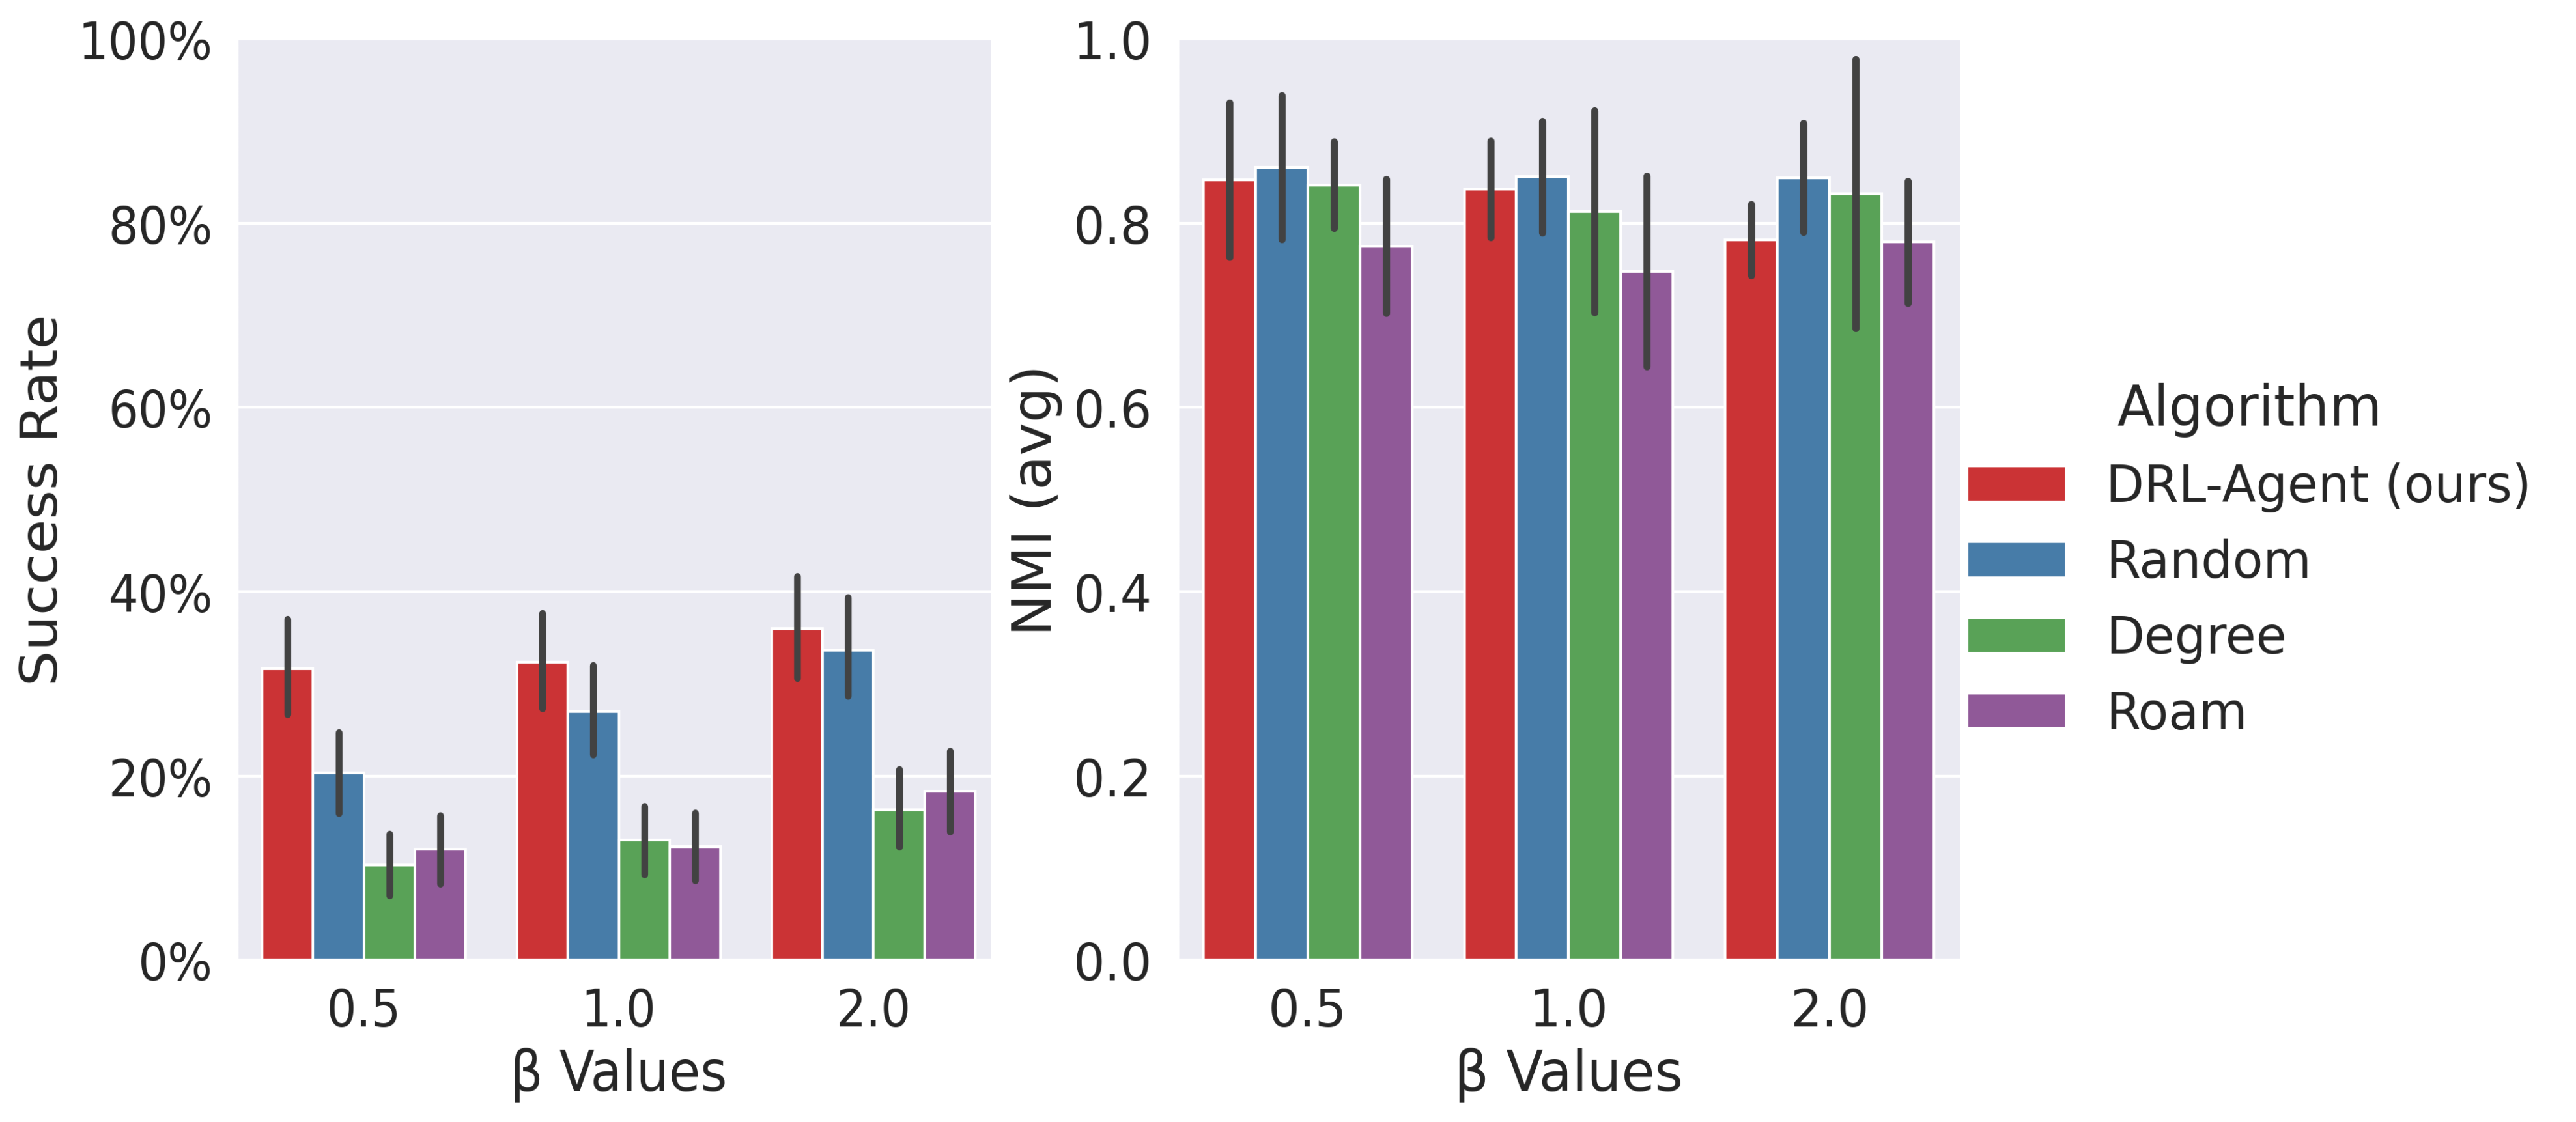 Success Rate
100%
80%
60%
40%
20%
0%
0.5 1.0 2.0
β Values
NMI (avg)
1.0
0.8
0.6
0.4
0.2
0.0
0.5 1.0 2.0
β Values
Algorithm
DRL-Agent (ours)
Random
Degree
Roam